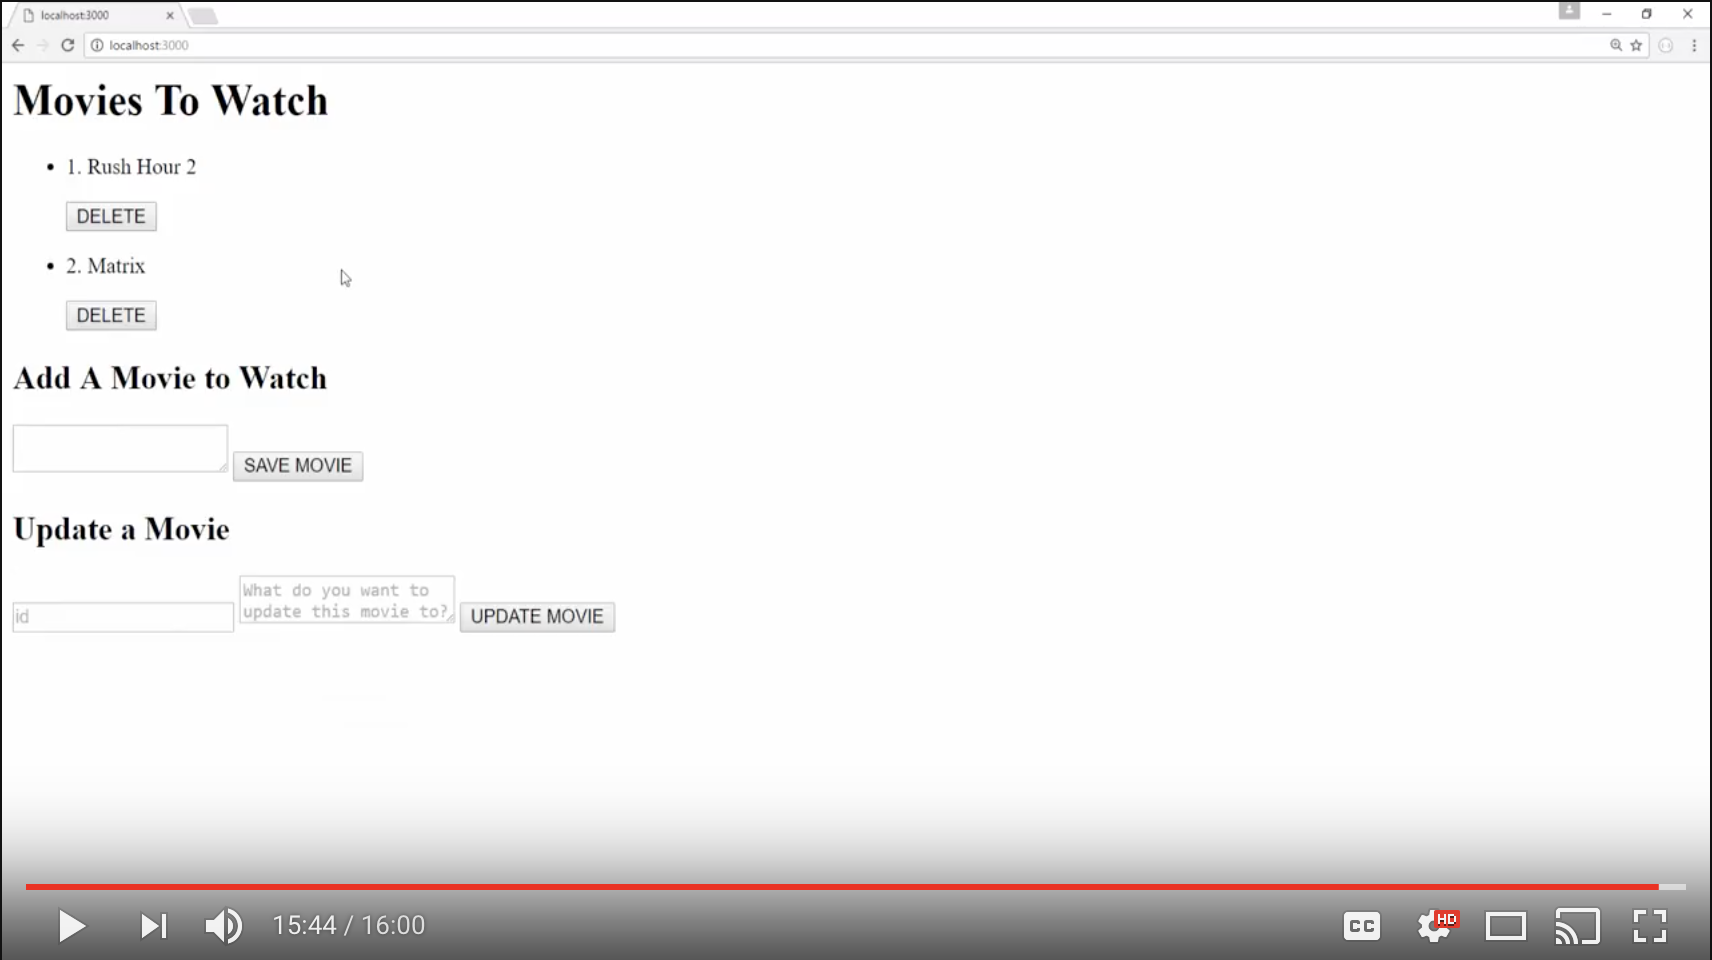 localhost:3000
localhost:3000
Movies To Watch
1. Rush Hour 2
DELETE
2. Matrix
DELETE
Add A Movie to Watch
SAVE MOVIE
Update a Movie
id
What do you want to
update this movie to?
UPDATE MOVIE
15:44 / 16:00
CC
HD